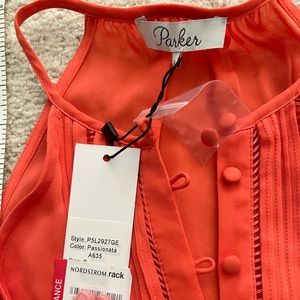 Parker
Style: P5L2927GE
Color: Passionata
A635
NORDSTROM rack